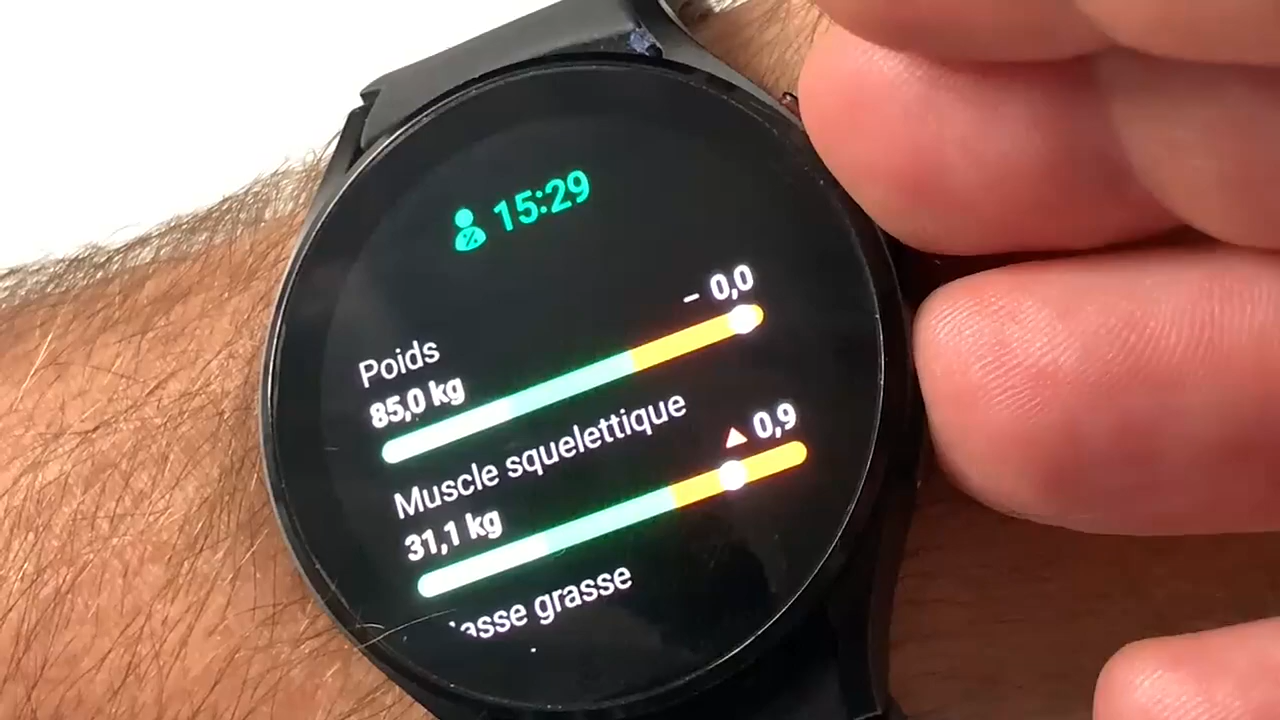 15:29
– 0,0
Poids
85,0 kg
▲ 0,9
Muscle squelettique
31,1 kg
asse grasse